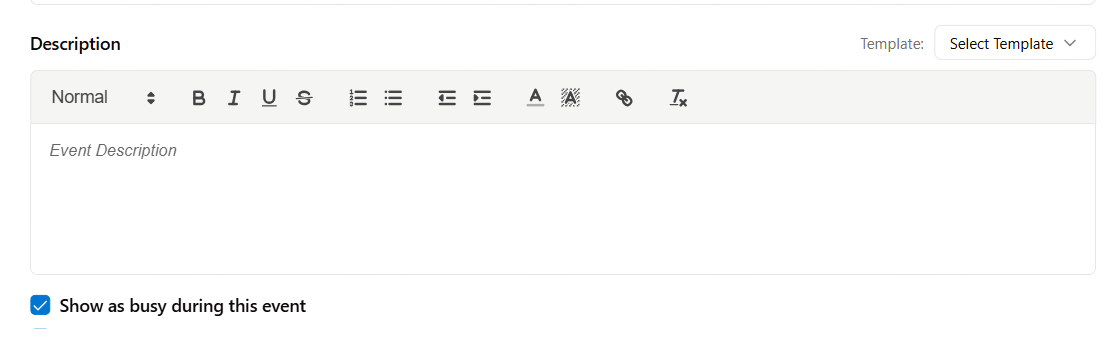 Description Template: Select Template
Normal
Event Description
Show as busy during this event